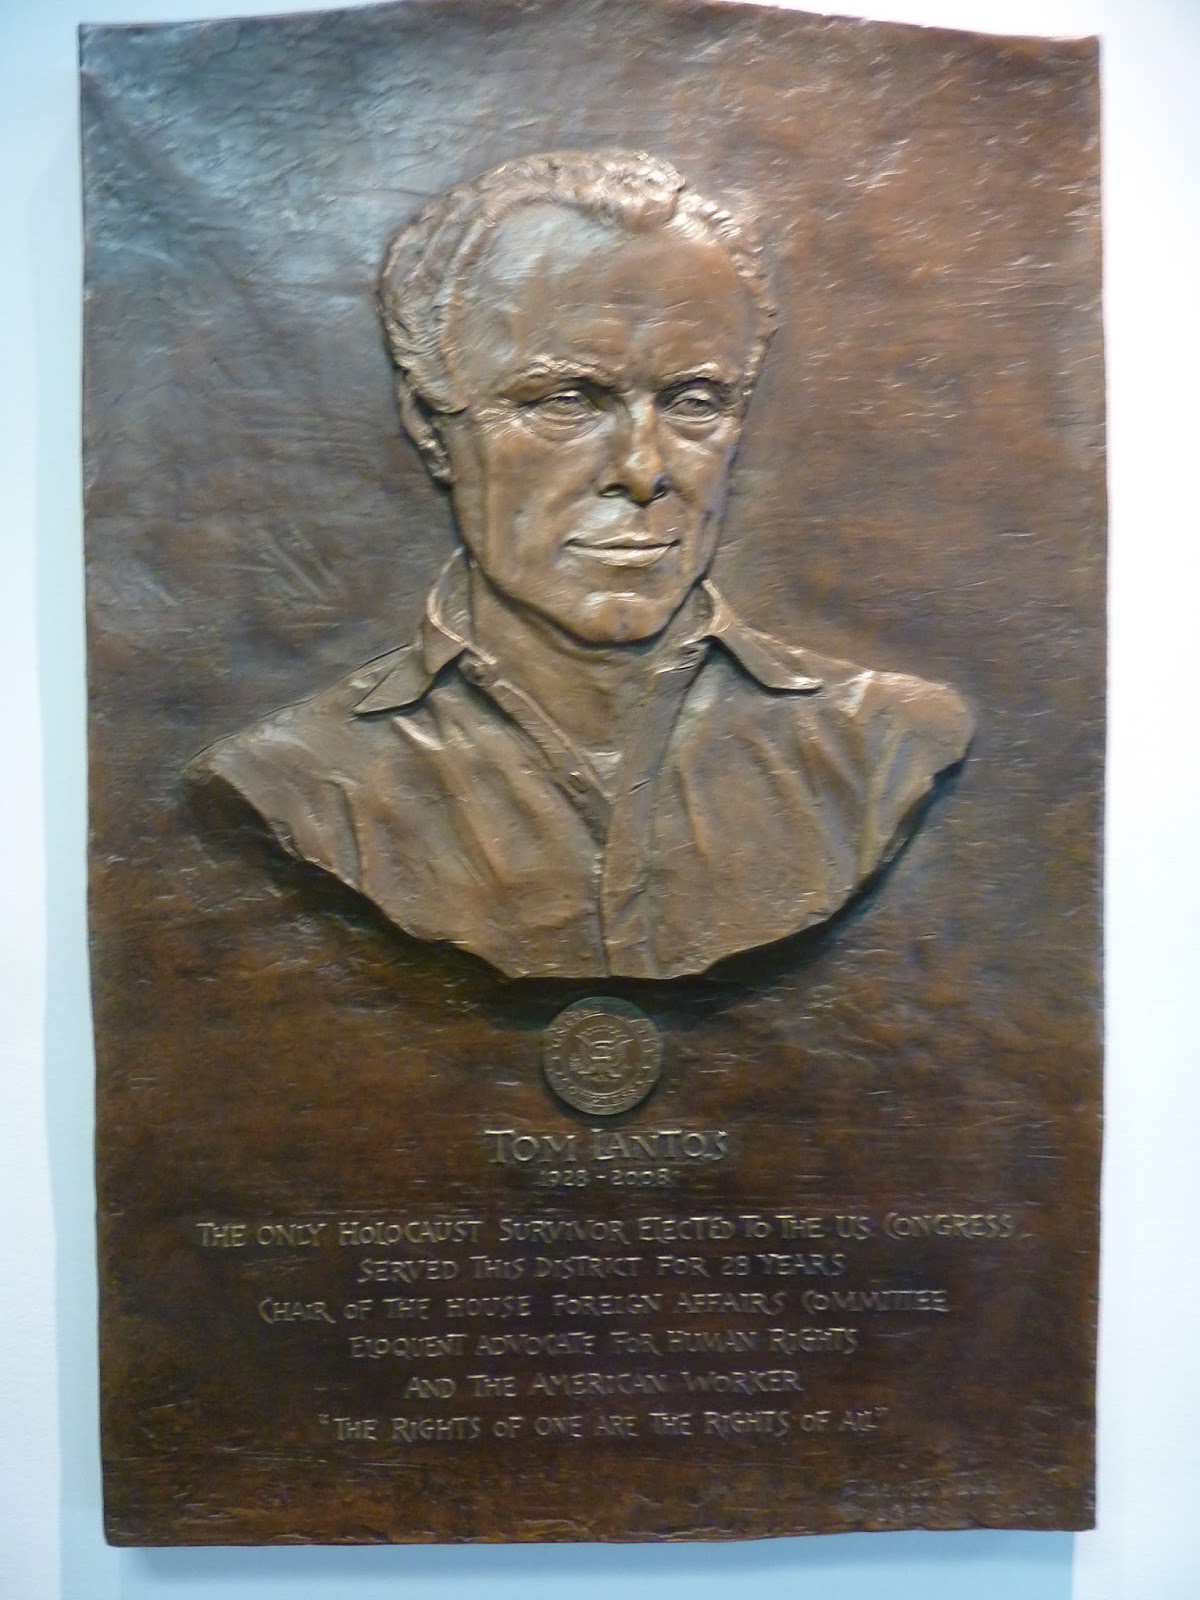 TOM LANTOS
1928 - 2008
THE ONLY HOLOCAUST SURVIVOR ELECTED TO THE U.S. CONGRESS
SERVED THIS DISTRICT FOR 28 YEARS
CHAIR OF THE HOUSE FOREIGN AFFAIRS COMMITTEE
ELOQUENT ADVOCATE FOR HUMAN RIGHTS
AND THE AMERICAN WORKER
"THE RIGHTS OF ONE ARE THE RIGHTS OF ALL"